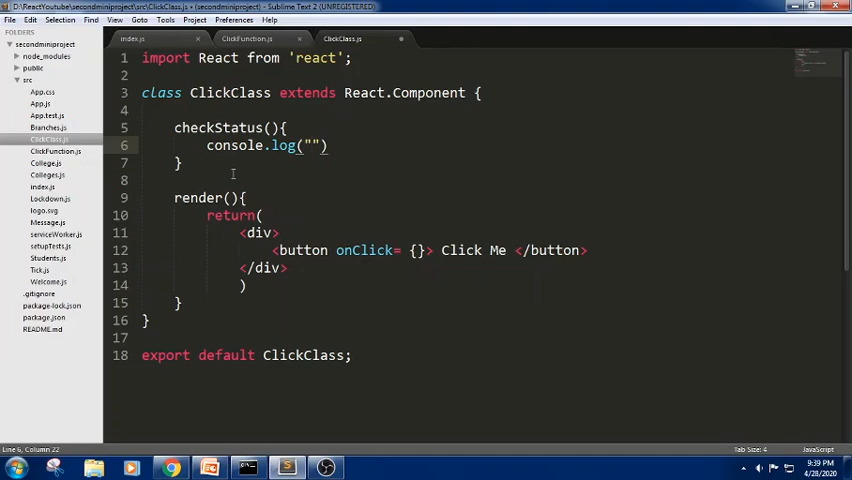 D:\ReactYoutube\secondminiproject\src\ClickClass.js • (secondminiproject) - Sublime Text 2 (UNREGISTERED)
File Edit Selection Find View Goto Tools Project Preferences Help
FOLDERS
secondminiproject
node_modules
public
src
App.css
App.js
App.test.js
Branches.js
ClickClass.js
ClickFunction.js
College.js
Colleges.js
index.js
Lockdown.js
logo.svg
Message.js
serviceWorker.js
setupTests.js
Students.js
Tick.js
Welcome.js
.gitignore
package-lock.json
package.json
README.md
index.js ClickFunction.js ClickClass.js
1 import React from 'react';
2
3 class ClickClass extends React.Component {
4
5 checkStatus(){
6 console.log("")
7 }
8
9 render(){
10 return(
11 <div>
12 <button onClick= {}> Click Me </button>
13 </div>
14 )
15 }
16 }
17
18 export default ClickClass;
Line 6, Column 22 Tab Size: 4 JavaScript
9:39 PM
4/28/2020